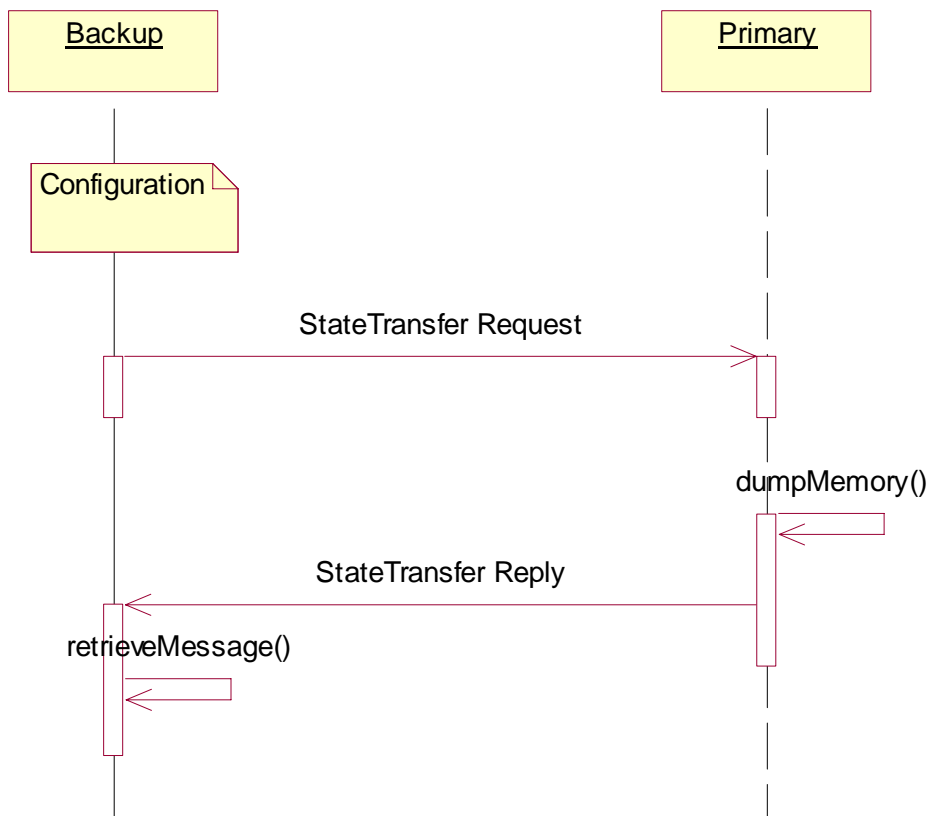 Backup
Primary
Configuration
StateTransfer Request
dumpMemory()
StateTransfer Reply
retrieveMessage()